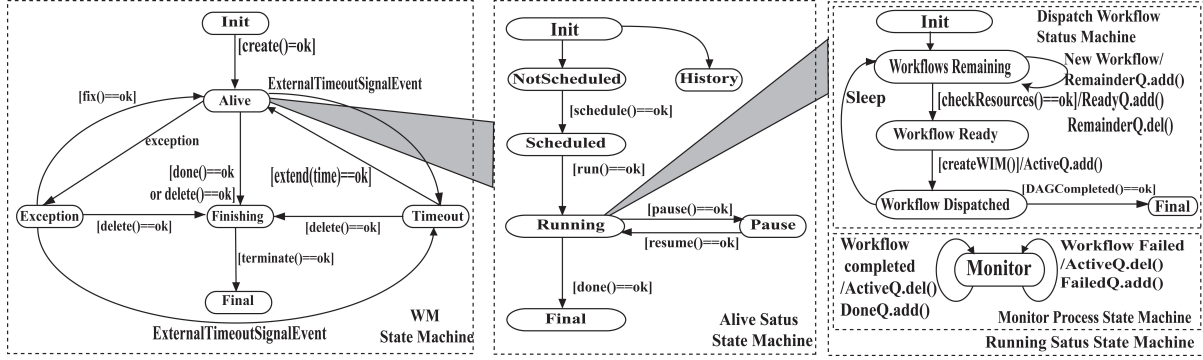 Init
[create()=ok]
ExternalTimeoutSignalEvent
[fix()==ok]
Alive
exception
[done()==ok
or delete()==ok]
[extend(time)==ok]
Exception
Finishing
Timeout
[delete()==ok]
[delete()==ok]
[terminate()==ok]
Final
ExternalTimeoutSignalEvent
WM
State Machine
Init
NotScheduled
History
[schedule()==ok]
Scheduled
[run()==ok]
Running
[pause()==ok]
Pause
[resume()==ok]
[done()==ok]
Final
Alive Satus
State Machine
Init
Dispatch Workflow
Status Machine
Workflows Remaining
New Workflow/
RemainderQ.add()
Sleep
[checkResources()==ok]/ReadyQ.add()
RemainderQ.del()
Workflow Ready
[createWIM()]/ActiveQ.add()
[DAGCompleted()==ok]
Workflow Dispatched
Final
Workflow
completed
/ActiveQ.del()
DoneQ.add()
Monitor
Workflow Failed
/ActiveQ.del()
FailedQ.add()
Monitor Process State Machine
Running Satus State Machine